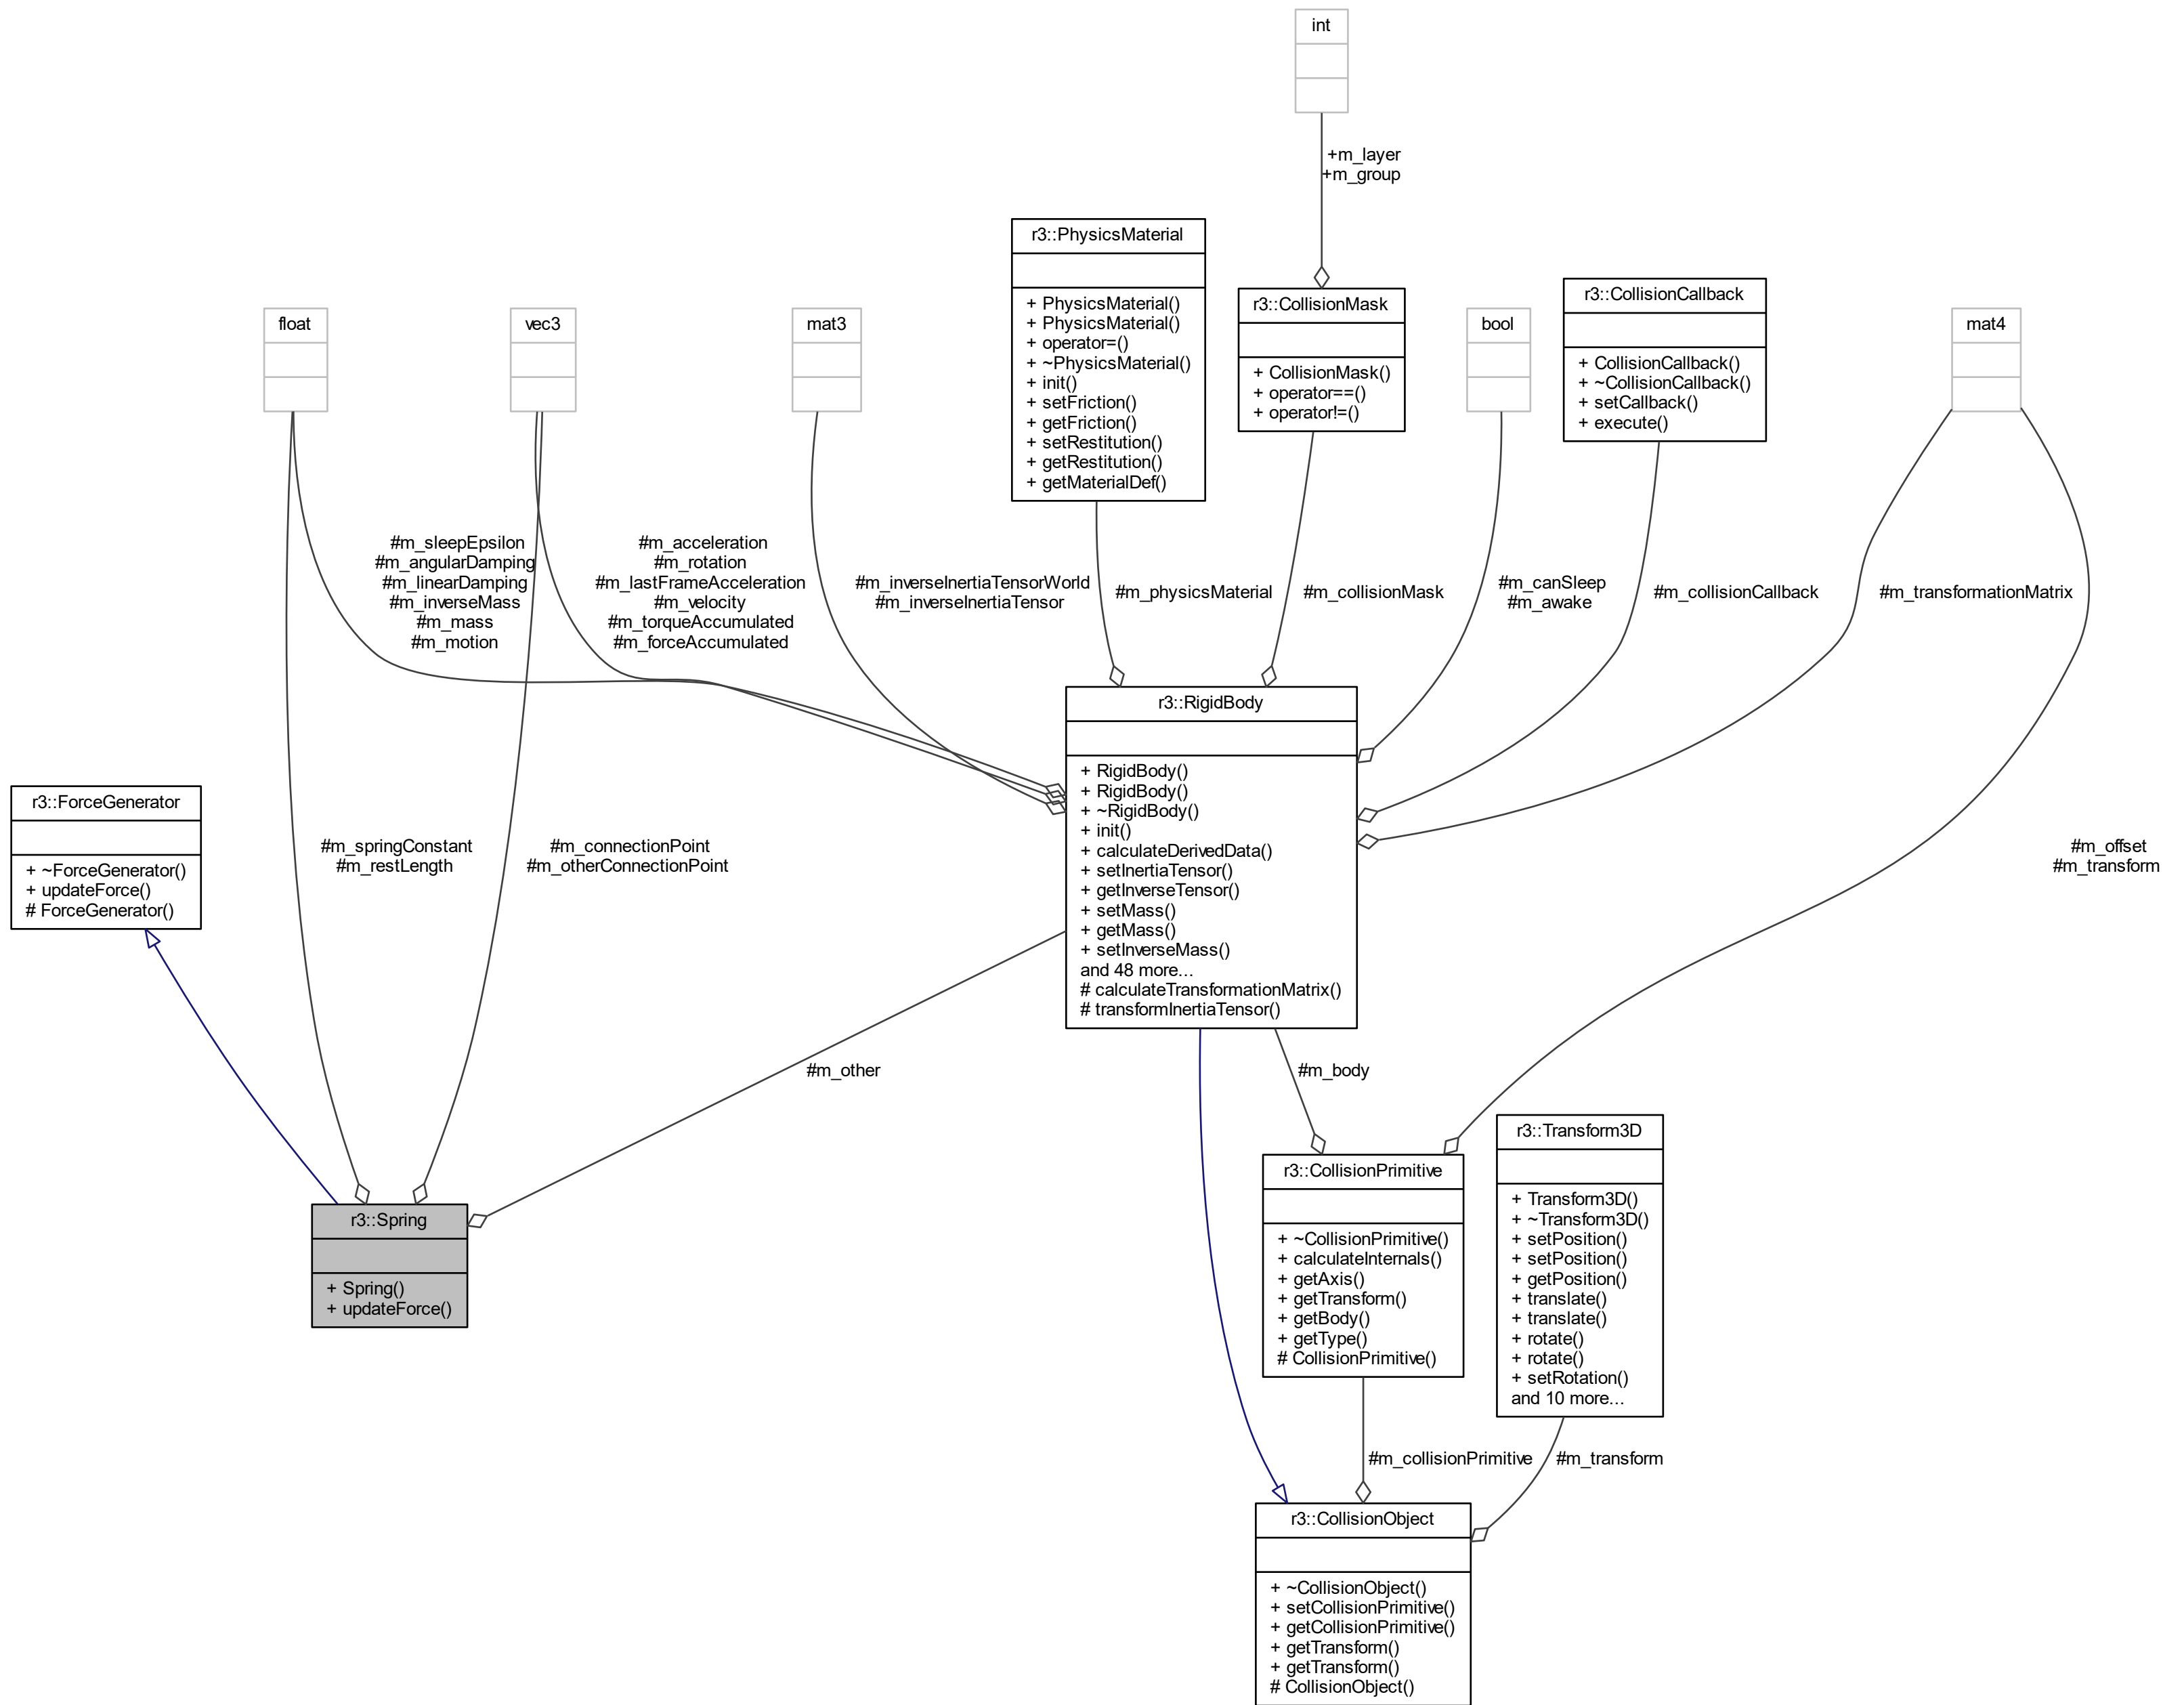 int
+m_layer
+m_group
r3::PhysicsMaterial
+ PhysicsMaterial()
+ PhysicsMaterial()
+ operator=()
+ ~PhysicsMaterial()
+ init()
+ setFriction()
+ getFriction()
+ setRestitution()
+ getRestitution()
+ getMaterialDef()
r3::CollisionMask
+ CollisionMask()
+ operator==()
+ operator!=()
r3::CollisionCallback
+ CollisionCallback()
+ ~CollisionCallback()
+ setCallback()
+ execute()
float
vec3
mat3
bool
mat4
#m_sleepEpsilon
#m_angularDamping
#m_linearDamping
#m_inverseMass
#m_mass
#m_motion
#m_acceleration
#m_rotation
#m_lastFrameAcceleration
#m_velocity
#m_torqueAccumulated
#m_forceAccumulated
#m_inverseInertiaTensorWorld
#m_inverseInertiaTensor
#m_physicsMaterial
#m_collisionMask
#m_canSleep
#m_awake
#m_collisionCallback
#m_transformationMatrix
r3::RigidBody
+ RigidBody()
+ RigidBody()
+ ~RigidBody()
+ init()
+ calculateDerivedData()
+ setInertiaTensor()
+ getInverseTensor()
+ setMass()
+ getMass()
+ setInverseMass()
and 48 more...
# calculateTransformationMatrix()
# transformInertiaTensor()
r3::ForceGenerator
+ ~ForceGenerator()
+ updateForce()
# ForceGenerator()
#m_springConstant
#m_restLength
#m_connectionPoint
#m_otherConnectionPoint
#m_offset
#m_transform
#m_other
#m_body
r3::Spring
+ Spring()
+ updateForce()
r3::CollisionPrimitive
+ ~CollisionPrimitive()
+ calculateInternals()
+ getAxis()
+ getTransform()
+ getBody()
+ getType()
# CollisionPrimitive()
r3::Transform3D
+ Transform3D()
+ ~Transform3D()
+ setPosition()
+ setPosition()
+ getPosition()
+ translate()
+ translate()
+ rotate()
+ rotate()
+ setRotation()
and 10 more...
#m_collisionPrimitive
#m_transform
r3::CollisionObject
+ ~CollisionObject()
+ setCollisionPrimitive()
+ getCollisionPrimitive()
+ getTransform()
+ getTransform()
# CollisionObject()